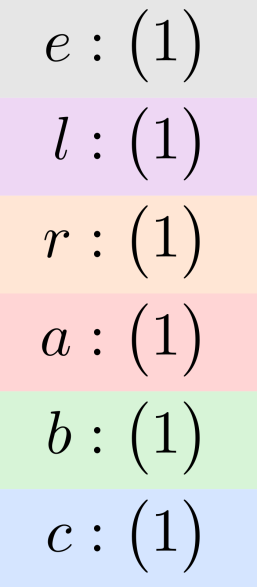 e : (1)
l : (1)
r : (1)
a : (1)
b : (1)
c : (1)